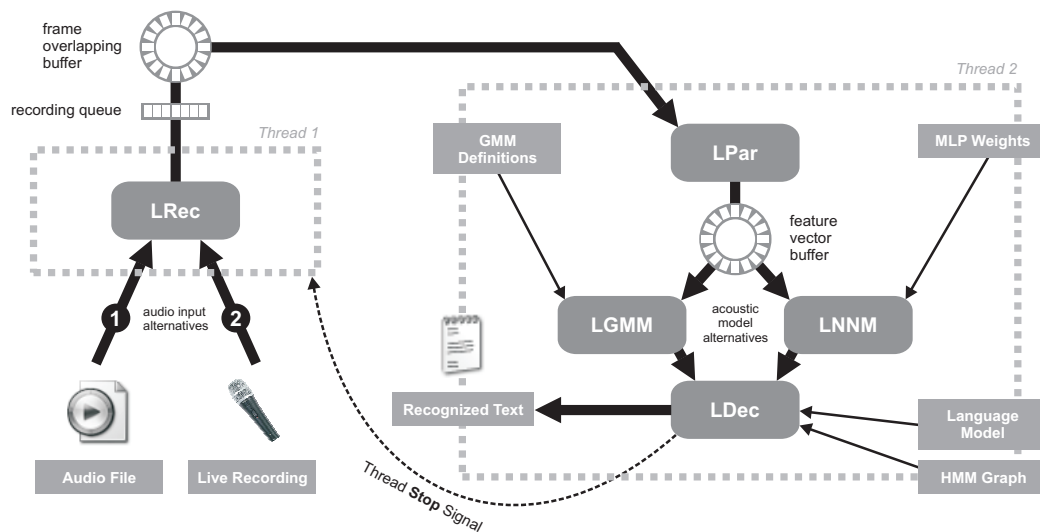 frame
overlapping
buffer
recording queue
Thread 1
LRec
1
audio input
alternatives
2
Audio File
Live Recording
Thread Stop Signal
Thread 2
GMM
Definitions
LPar
MLP Weights
feature
vector
buffer
LGMM
acoustic
model
alternatives
LNNM
Recognized Text
LDec
Language
Model
HMM Graph